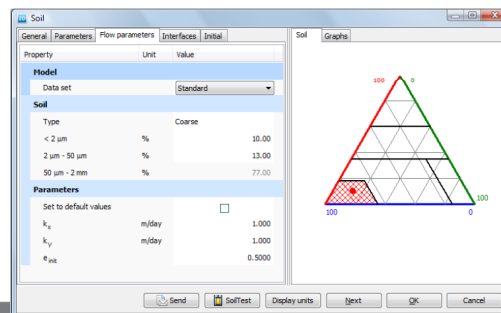 Soil
General Parameters Flow parameters Interfaces Initial
Property Unit Value
Model
Data set Standard
Soil
Type Coarse
< 2 µm % 10.00
2 µm - 50 µm % 13.00
50 µm - 2 mm % 77.00
Parameters
Set to default values
kx m/day 1.000
ky m/day 1.000
einit 0.5000
Soil Graphs
100 0
100
100 0
Send SoilTest Display units Next OK Cancel